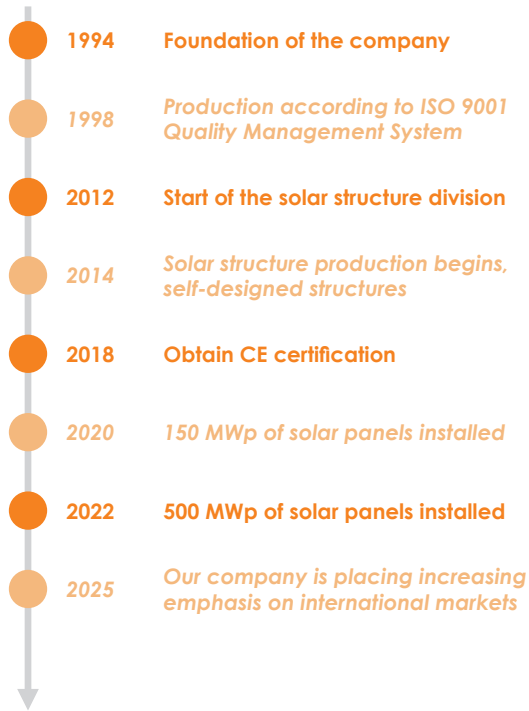 1994 Foundation of the company
1998 Production according to ISO 9001
Quality Management System
2012 Start of the solar structure division
2014 Solar structure production begins,
self-designed structures
2018 Obtain CE certification
2020 150 MWp of solar panels installed
2022 500 MWp of solar panels installed
2025 Our company is placing increasing
emphasis on international markets